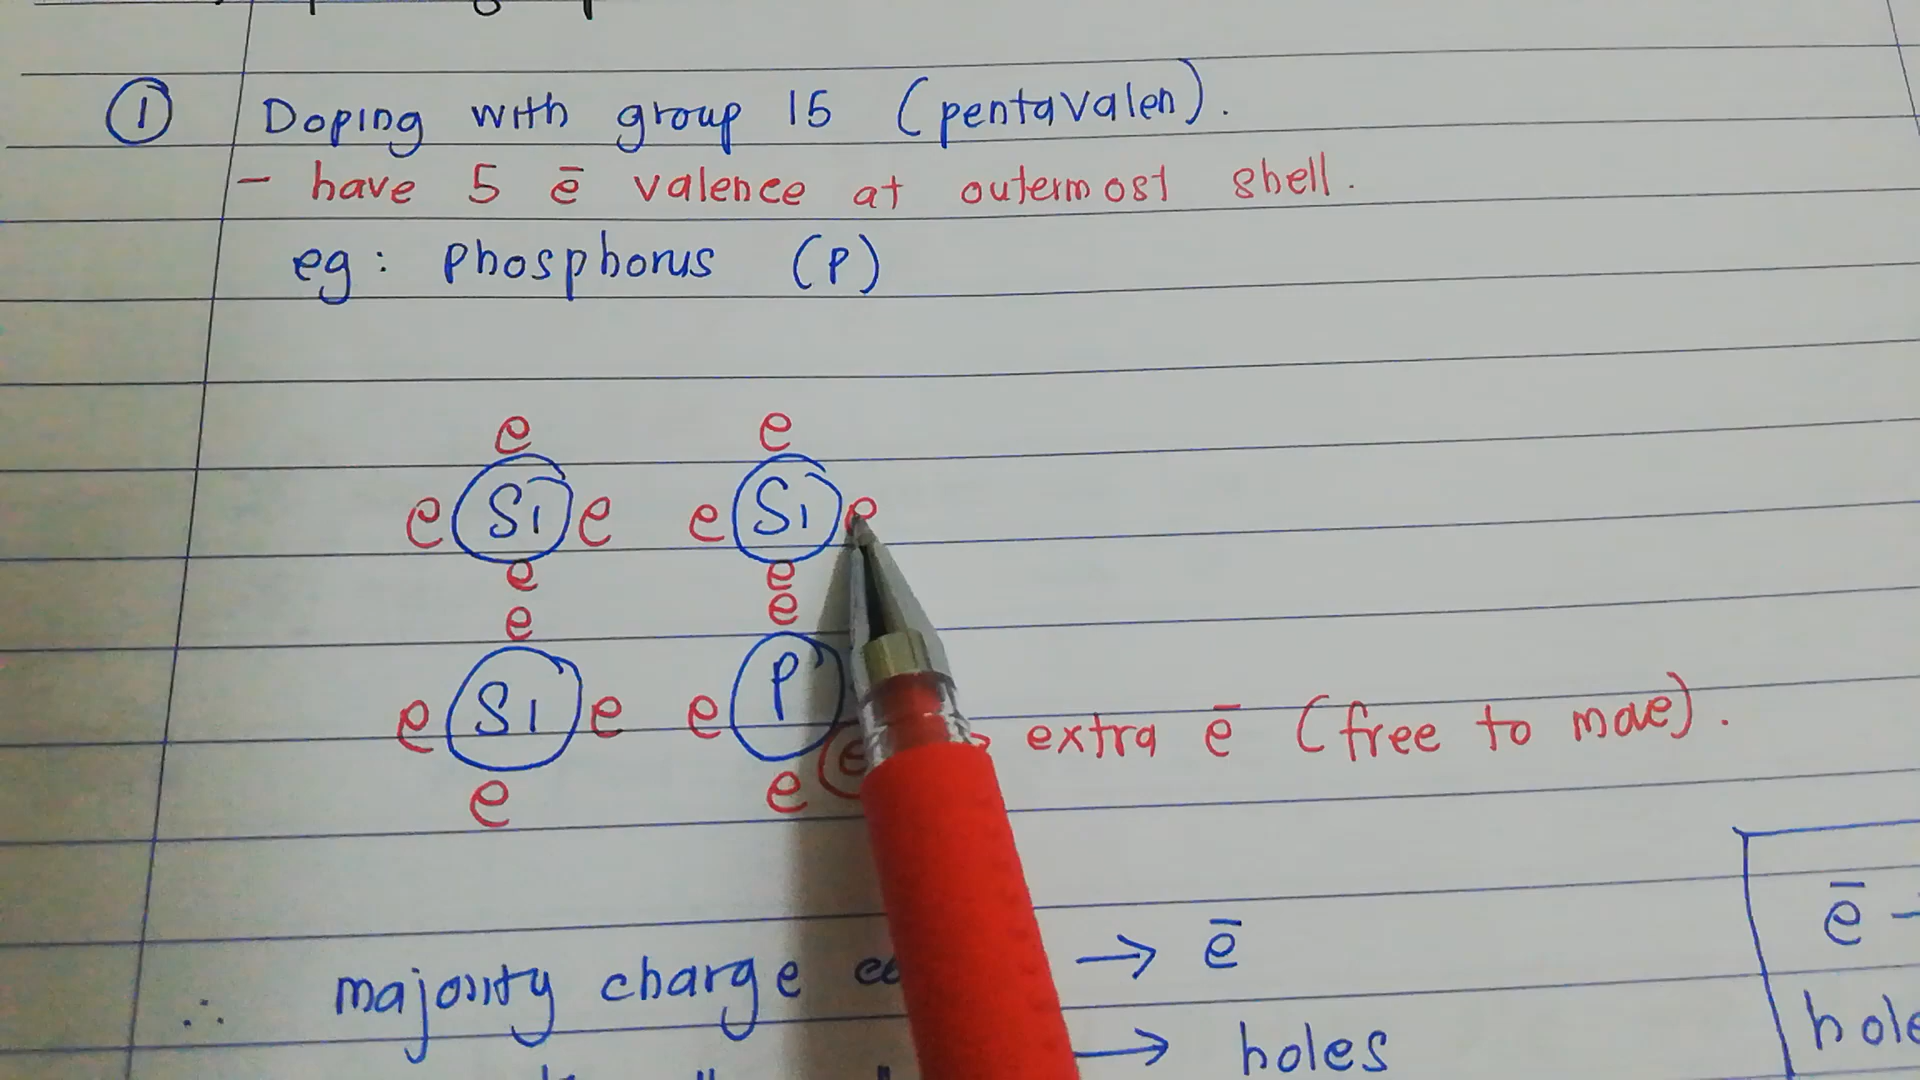 ① Doping with group 15 (pentavalen).
- have 5 ē valence at outermost shell.
eg: phosphorus (P)
e e
e Si e e Si e
e e
e e
e Si e e P
e e
extra ē (free to move).
∴ majority charge → ē
→ holes
ē -